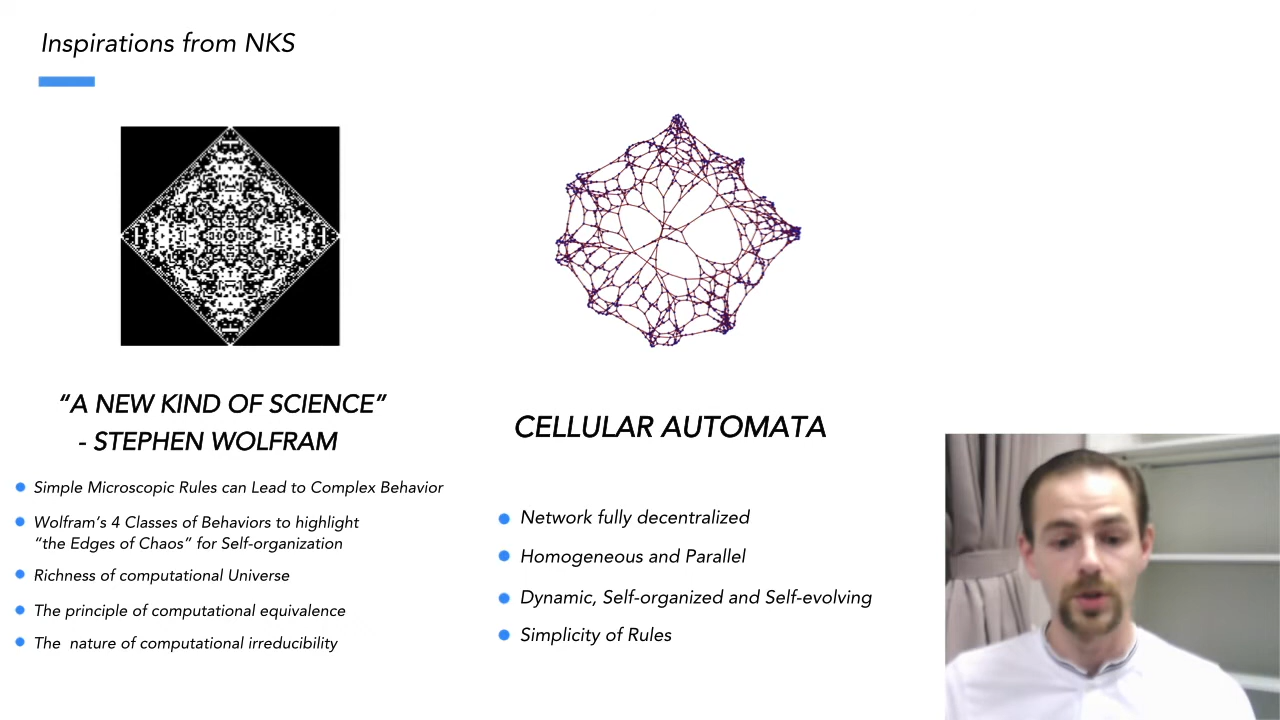 Inspirations from NKS
“A NEW KIND OF SCIENCE”
- STEPHEN WOLFRAM
Simple Microscopic Rules can Lead to Complex Behavior
Wolfram’s 4 Classes of Behaviors to highlight
“the Edges of Chaos” for Self-organization
Richness of computational Universe
The principle of computational equivalence
The nature of computational irreducibility
CELLULAR AUTOMATA
Network fully decentralized
Homogeneous and Parallel
Dynamic, Self-organized and Self-evolving
Simplicity of Rules